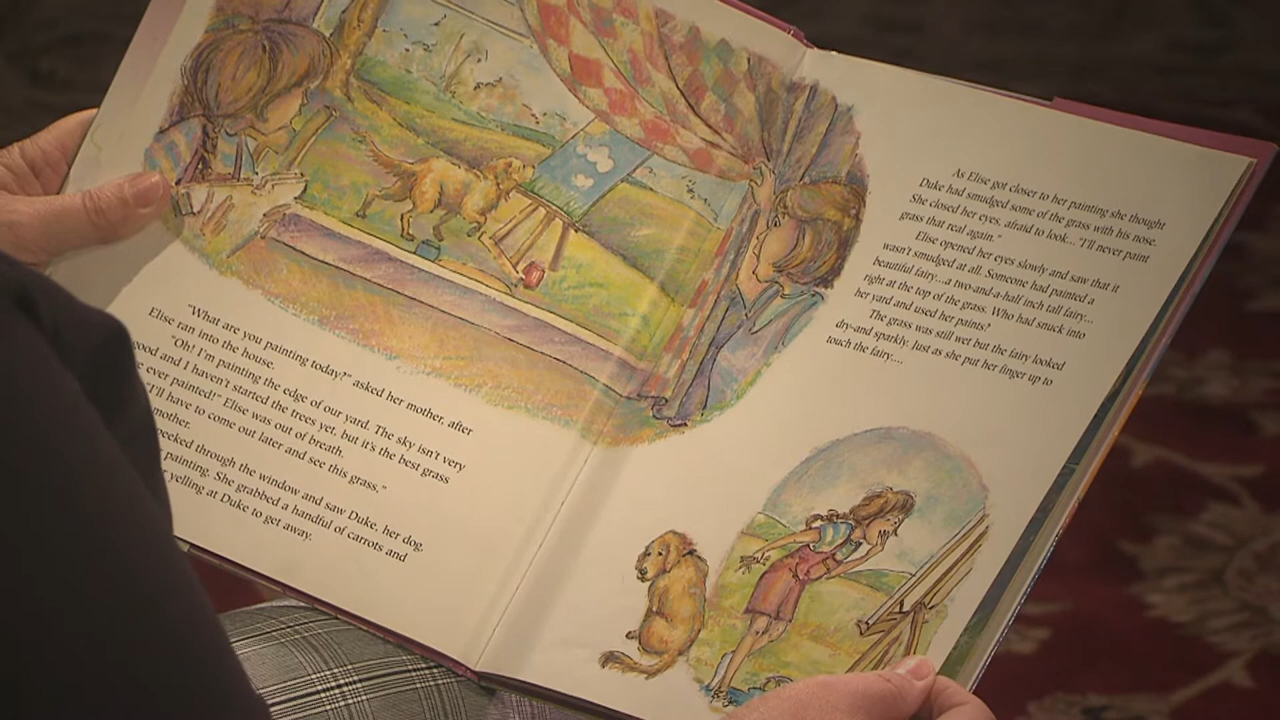 "What are you painting today?" asked her mother, after
Elise ran into the house.
"Oh! I'm painting the edge of our yard. The sky isn't very
good and I haven't started the trees yet, but it's the best grass
ever painted!" Elise was out of breath.
"I'll have to come out later and see this grass,"
mother.
peeked through the window and saw Duke, her dog,
painting. She grabbed a handful of carrots and
yelling at Duke to get away.
As Elise got closer to her painting she thought
Duke had smudged some of the grass with his nose.
She closed her eyes, afraid to look... "I'll never paint
grass that real again."
Elise opened her eyes slowly and saw that it
wasn't smudged at all. Someone had painted a
beautiful fairy...a two-and-a-half inch tall fairy...
right at the top of the grass. Who had snuck into
her yard and used her paints?
The grass was still wet but the fairy looked
dry–and sparkly. Just as she put her finger up to
touch the fairy....